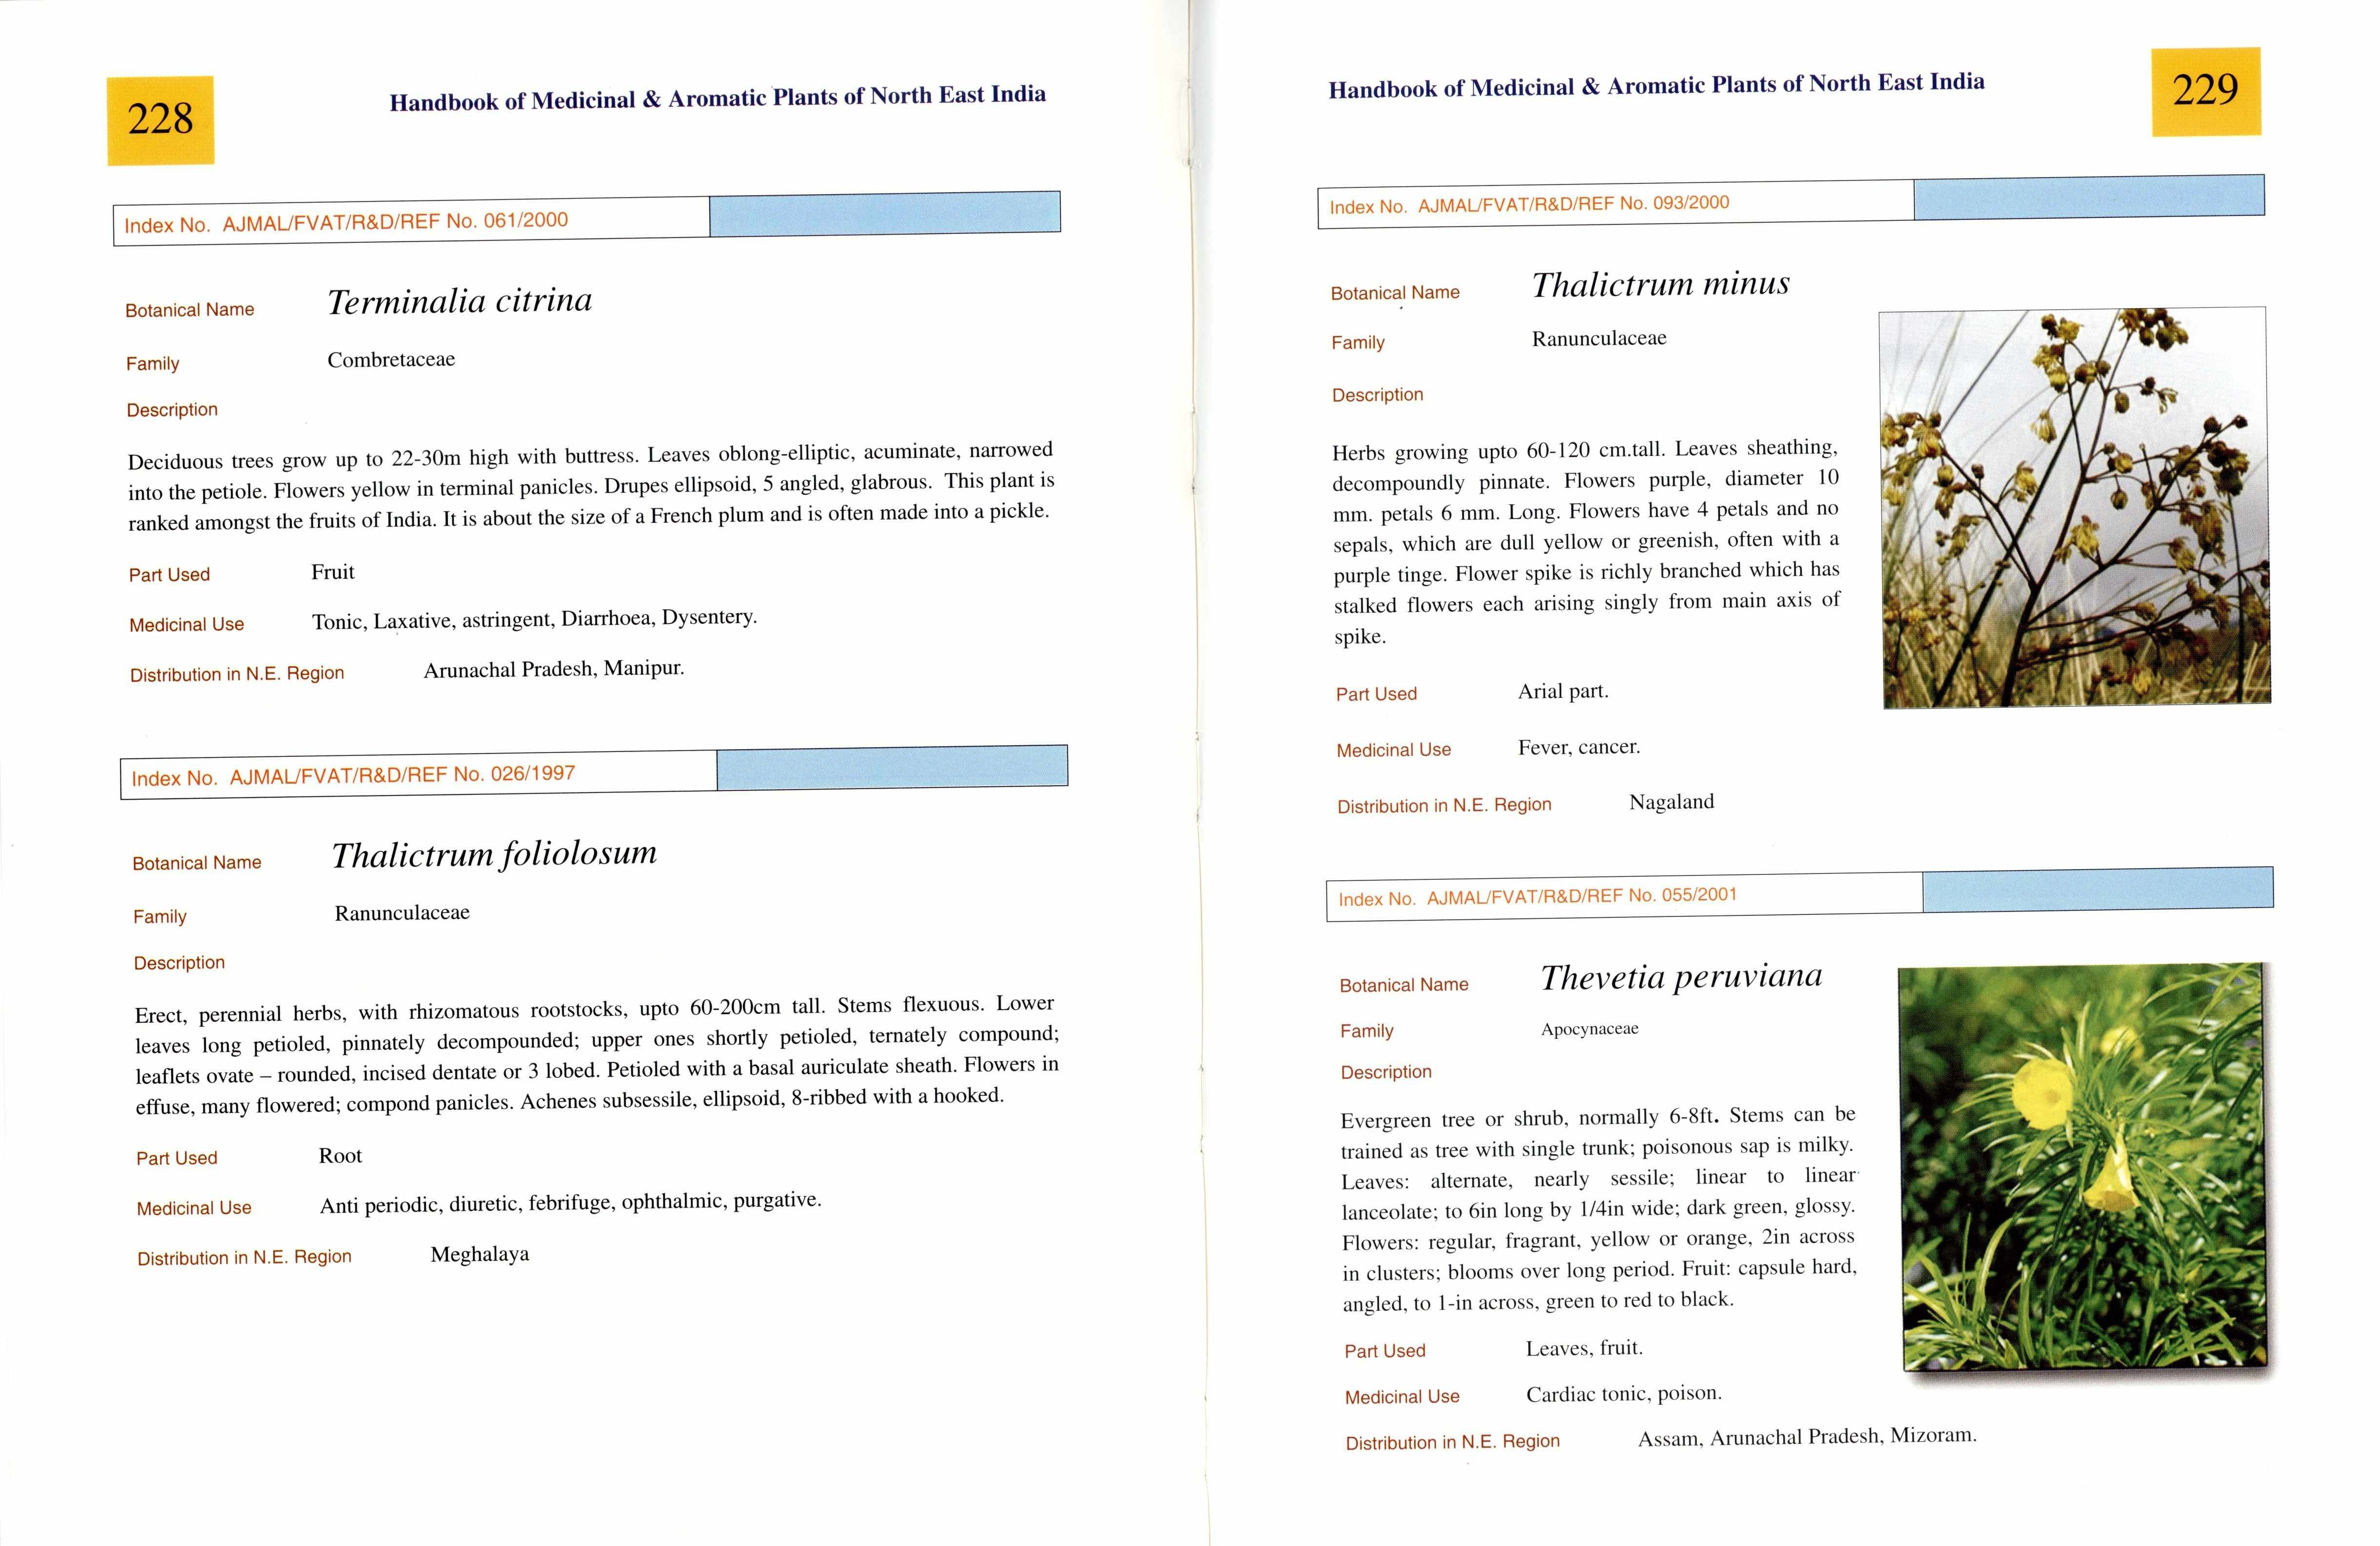 228
Handbook of Medicinal & Aromatic Plants of North East India
Index No. AJMAL/FVAT/R&D/REF No. 061/2000
Botanical Name Terminalia citrina
Family Combretaceae
Description
Deciduous trees grow up to 22-30m high with buttress. Leaves oblong-elliptic, acuminate, narrowed
into the petiole. Flowers yellow in terminal panicles. Drupes ellipsoid, 5 angled, glabrous. This plant is
ranked amongst the fruits of India. It is about the size of a French plum and is often made into a pickle.
Part Used Fruit
Medicinal Use Tonic, Laxative, astringent, Diarrhoea, Dysentery.
Distribution in N.E. Region Arunachal Pradesh, Manipur.
Index No. AJMAL/FVAT/R&D/REF No. 026/1997
Botanical Name Thalictrum foliolosum
Family Ranunculaceae
Description
Erect, perennial herbs, with rhizomatous rootstocks, upto 60-200cm tall. Stems flexuous. Lower
leaves long petioled, pinnately decompounded; upper ones shortly petioled, ternately compound;
leaflets ovate – rounded, incised dentate or 3 lobed. Petioled with a basal auriculate sheath. Flowers in
effuse, many flowered; compond panicles. Achenes subsessile, ellipsoid, 8-ribbed with a hooked.
Part Used Root
Medicinal Use Anti periodic, diuretic, febrifuge, ophthalmic, purgative.
Distribution in N.E. Region Meghalaya
Handbook of Medicinal & Aromatic Plants of North East India
229
Index No. AJMAL/FVAT/R&D/REF No. 093/2000
Botanical Name Thalictrum minus
Family Ranunculaceae
Description
Herbs growing upto 60-120 cm.tall. Leaves sheathing,
decompoundly pinnate. Flowers purple, diameter 10
mm. petals 6 mm. Long. Flowers have 4 petals and no
sepals, which are dull yellow or greenish, often with a
purple tinge. Flower spike is richly branched which has
stalked flowers each arising singly from main axis of
spike.
Part Used Arial part.
Medicinal Use Fever, cancer.
Distribution in N.E. Region Nagaland
Index No. AJMAL/FVAT/R&D/REF No. 055/2001
Botanical Name Thevetia peruviana
Family Apocynaceae
Description
Evergreen tree or shrub, normally 6-8ft. Stems can be
trained as tree with single trunk; poisonous sap is milky.
Leaves: alternate, nearly sessile; linear to linear
lanceolate; to 6in long by 1/4in wide; dark green, glossy.
Flowers: regular, fragrant, yellow or orange, 2in across
in clusters; blooms over long period. Fruit: capsule hard,
angled, to 1-in across, green to red to black.
Part Used Leaves, fruit.
Medicinal Use Cardiac tonic, poison.
Distribution in N.E. Region Assam, Arunachal Pradesh, Mizoram.